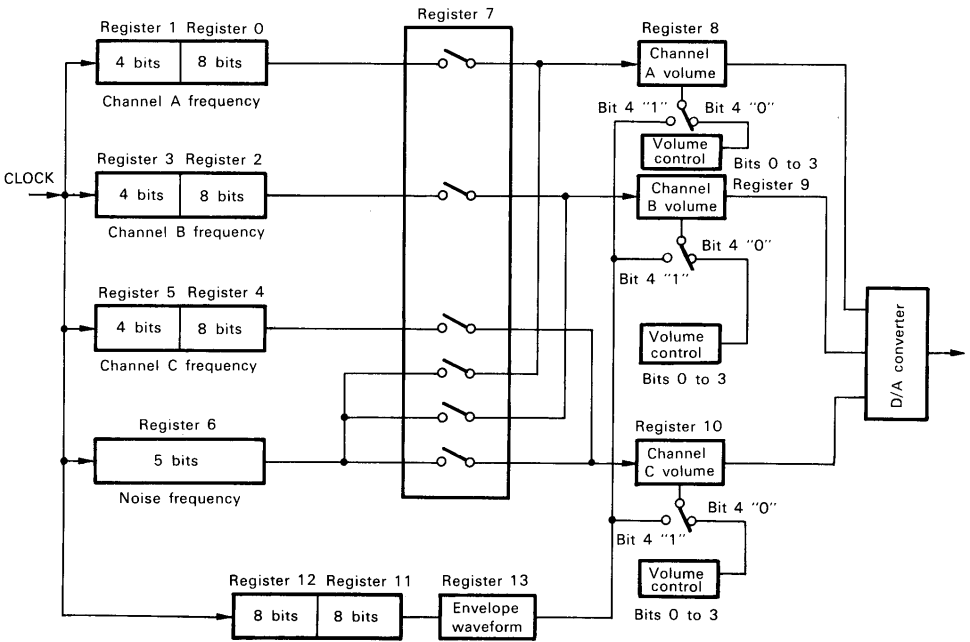 Register 7
Register 1 Register 0
4 bits 8 bits
Channel A frequency
Register 8
Channel
A volume
Bit 4 "1" Bit 4 "0"
Volume
control
Bits 0 to 3
CLOCK
Register 3 Register 2
4 bits 8 bits
Channel B frequency
Channel
B volume
Register 9
Bit 4 "0"
Bit 4 "1"
Volume
control
Bits 0 to 3
Register 5 Register 4
4 bits 8 bits
Channel C frequency
D/A converter
Register 6
5 bits
Noise frequency
Register 10
Channel
C volume
Bit 4 "0"
Bit 4 "1"
Volume
control
Bits 0 to 3
Register 12 Register 11
8 bits 8 bits
Register 13
Envelope
waveform